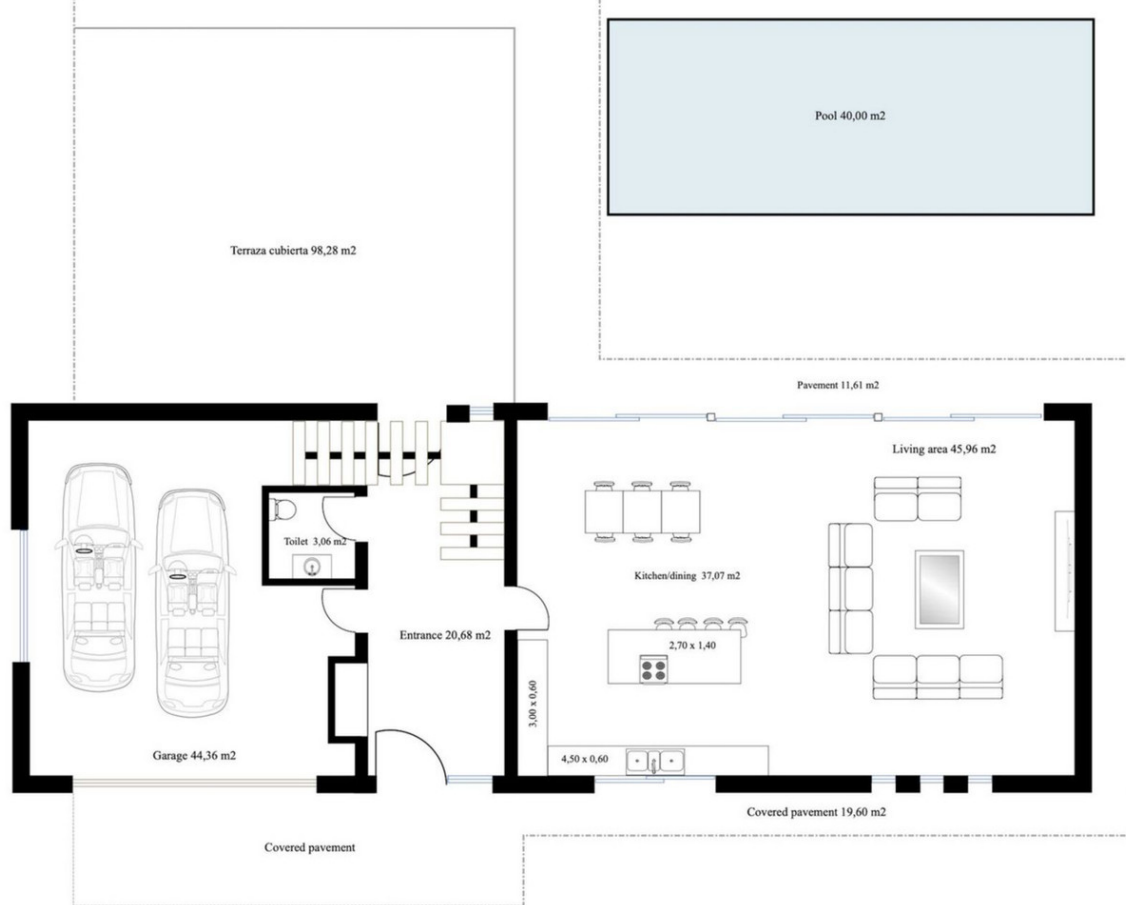 Pool 40,00 m2
Terraza cubierta 98,28 m2
Pavement 11,61 m2
Living area 45,96 m2
Toilet 3,06 m2
Kitchen/dining 37,07 m2
Entrance 20,68 m2
2,70 x 1,40
3,00 x 0,60
Garage 44,36 m2
4,50 x 0,60
Covered pavement 19,60 m2
Covered pavement